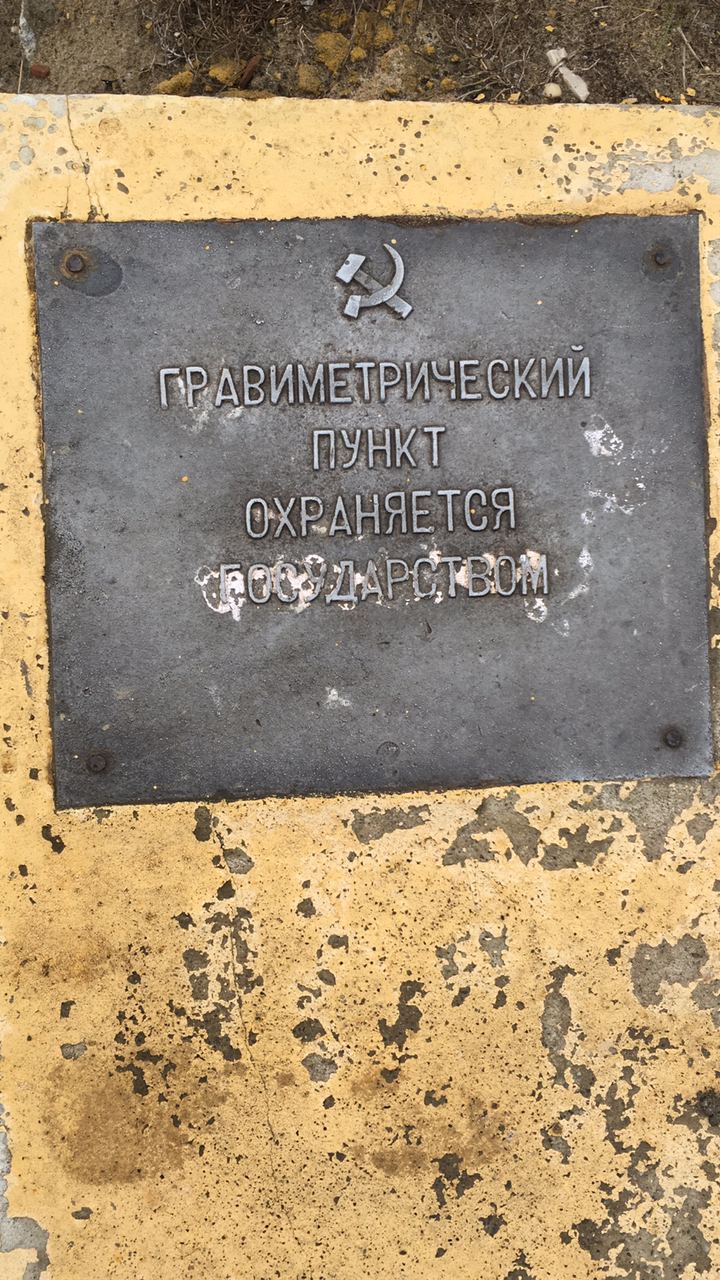 ГРАВИМЕТРИЧЕСКИЙ
ПУНКТ
ОХРАНЯЕТСЯ
ГОСУДАРСТВОМ